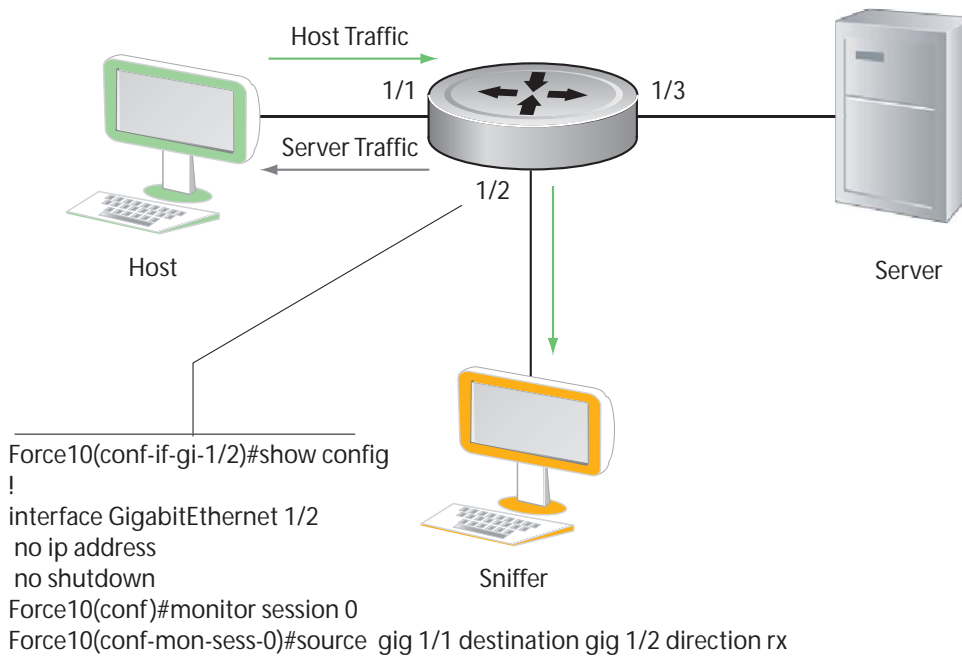 Host Traffic
1/1
1/3
Server Traffic
1/2
Host
Server
Force10(conf-if-gi-1/2)#show config
!
interface GigabitEthernet 1/2
no ip address
no shutdown
Sniffer
Force10(conf)#monitor session 0
Force10(conf-mon-sess-0)#source gig 1/1 destination gig 1/2 direction rx